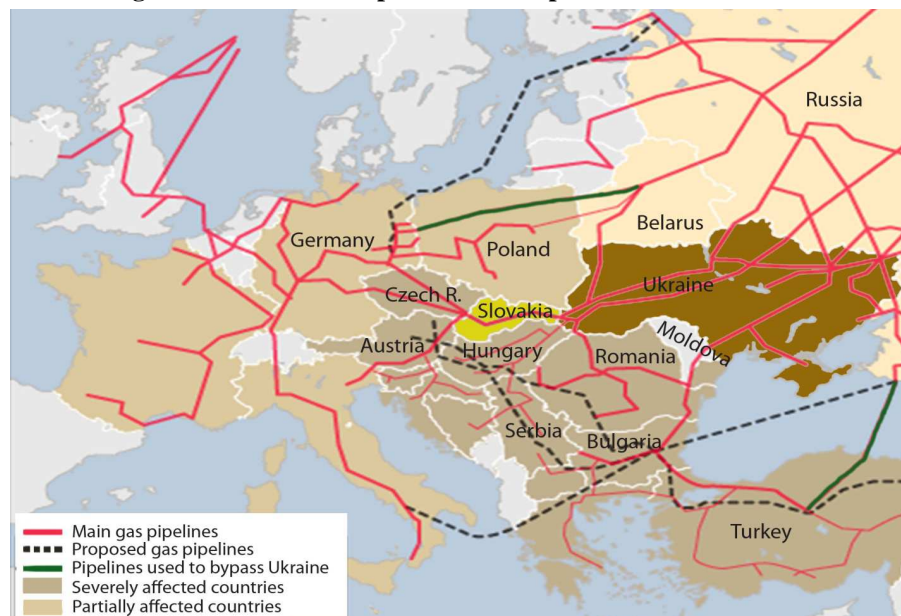 Russia
Belarus
Germany
Poland
Ukraine
Czech R.
Slovakia
Moldova
Austria
Hungary
Romania
Serbia
Bulgaria
Turkey
Main gas pipelines
Proposed gas pipelines
Pipelines used to bypass Ukraine
Severely affected countries
Partially affected countries